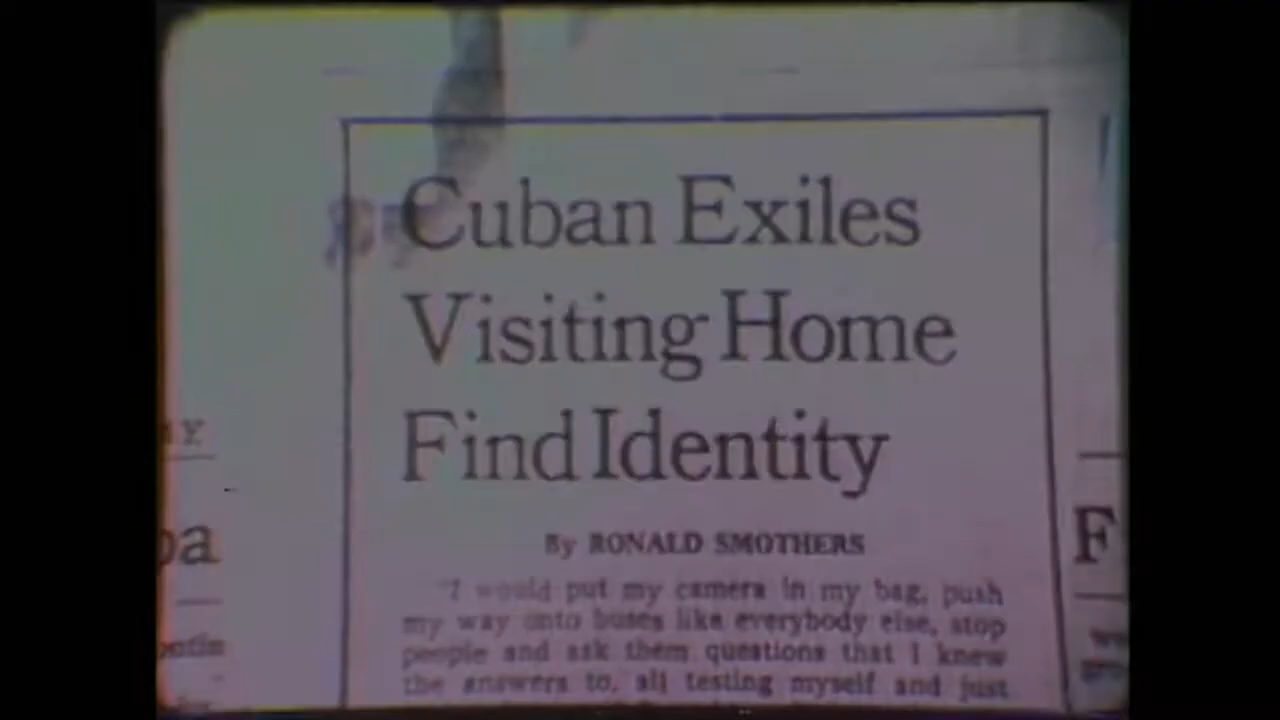 Cuban Exiles
Visiting Home
Find Identity
By RONALD SMOTHERS
"I would put my camera in my bag, push
my way onto buses like everybody else, stop
people and ask them questions that I knew
the answers to, all testing myself and just
Y
pa
F